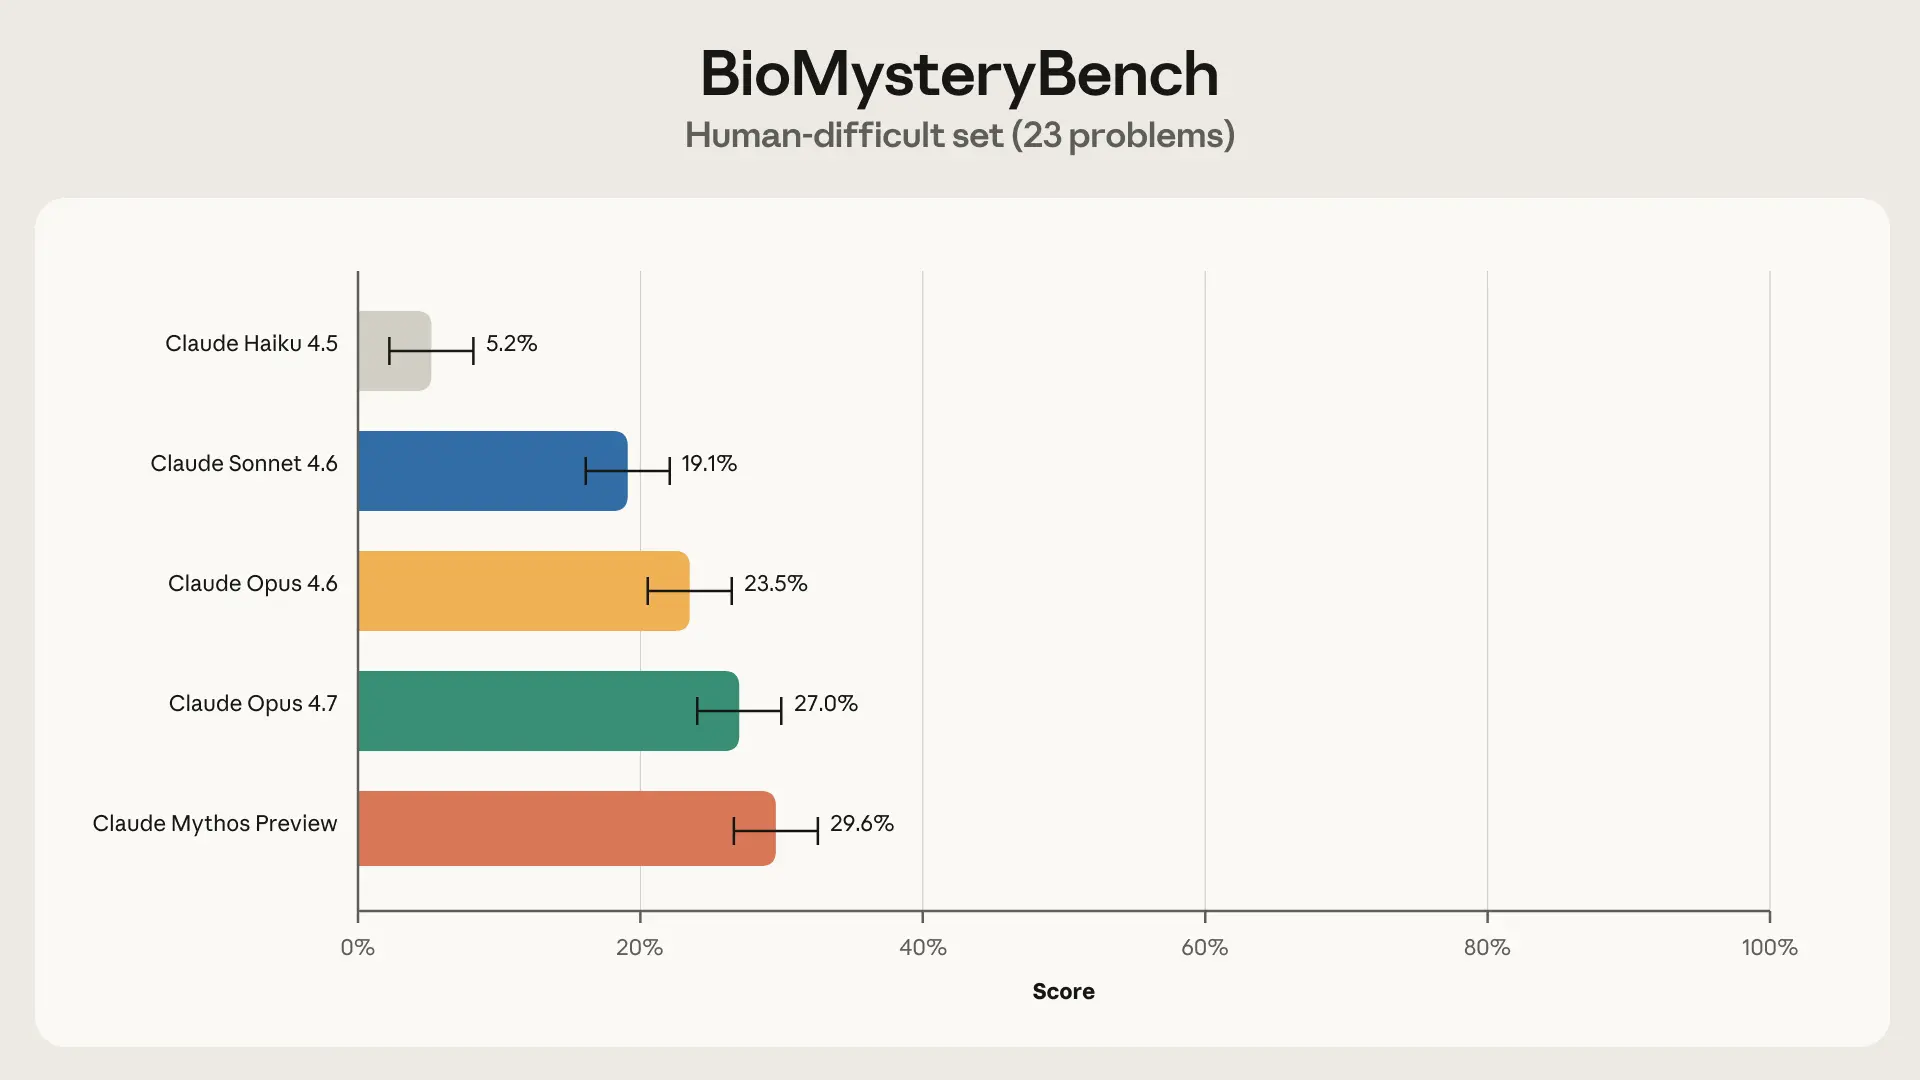 BioMysteryBench
Human-difficult set (23 problems)
Claude Haiku 4.5
5.2%
Claude Sonnet 4.6
19.1%
Claude Opus 4.6
23.5%
Claude Opus 4.7
27.0%
Claude Mythos Preview
29.6%
0%
20%
40%
60%
80%
100%
Score